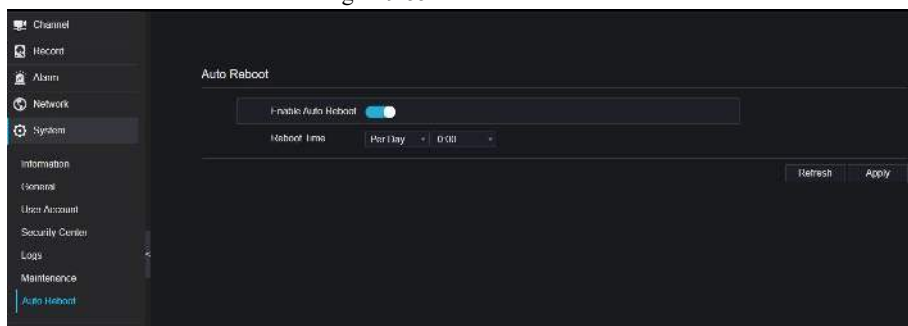 Channel
Record
Alarm
Network
System
Information
General
User Account
Security Center
Logs
Maintenence
Auto Reboot
Auto Reboot
Enable Auto Reboot
Reboot Time Per Day 0:00
Refresh Apply